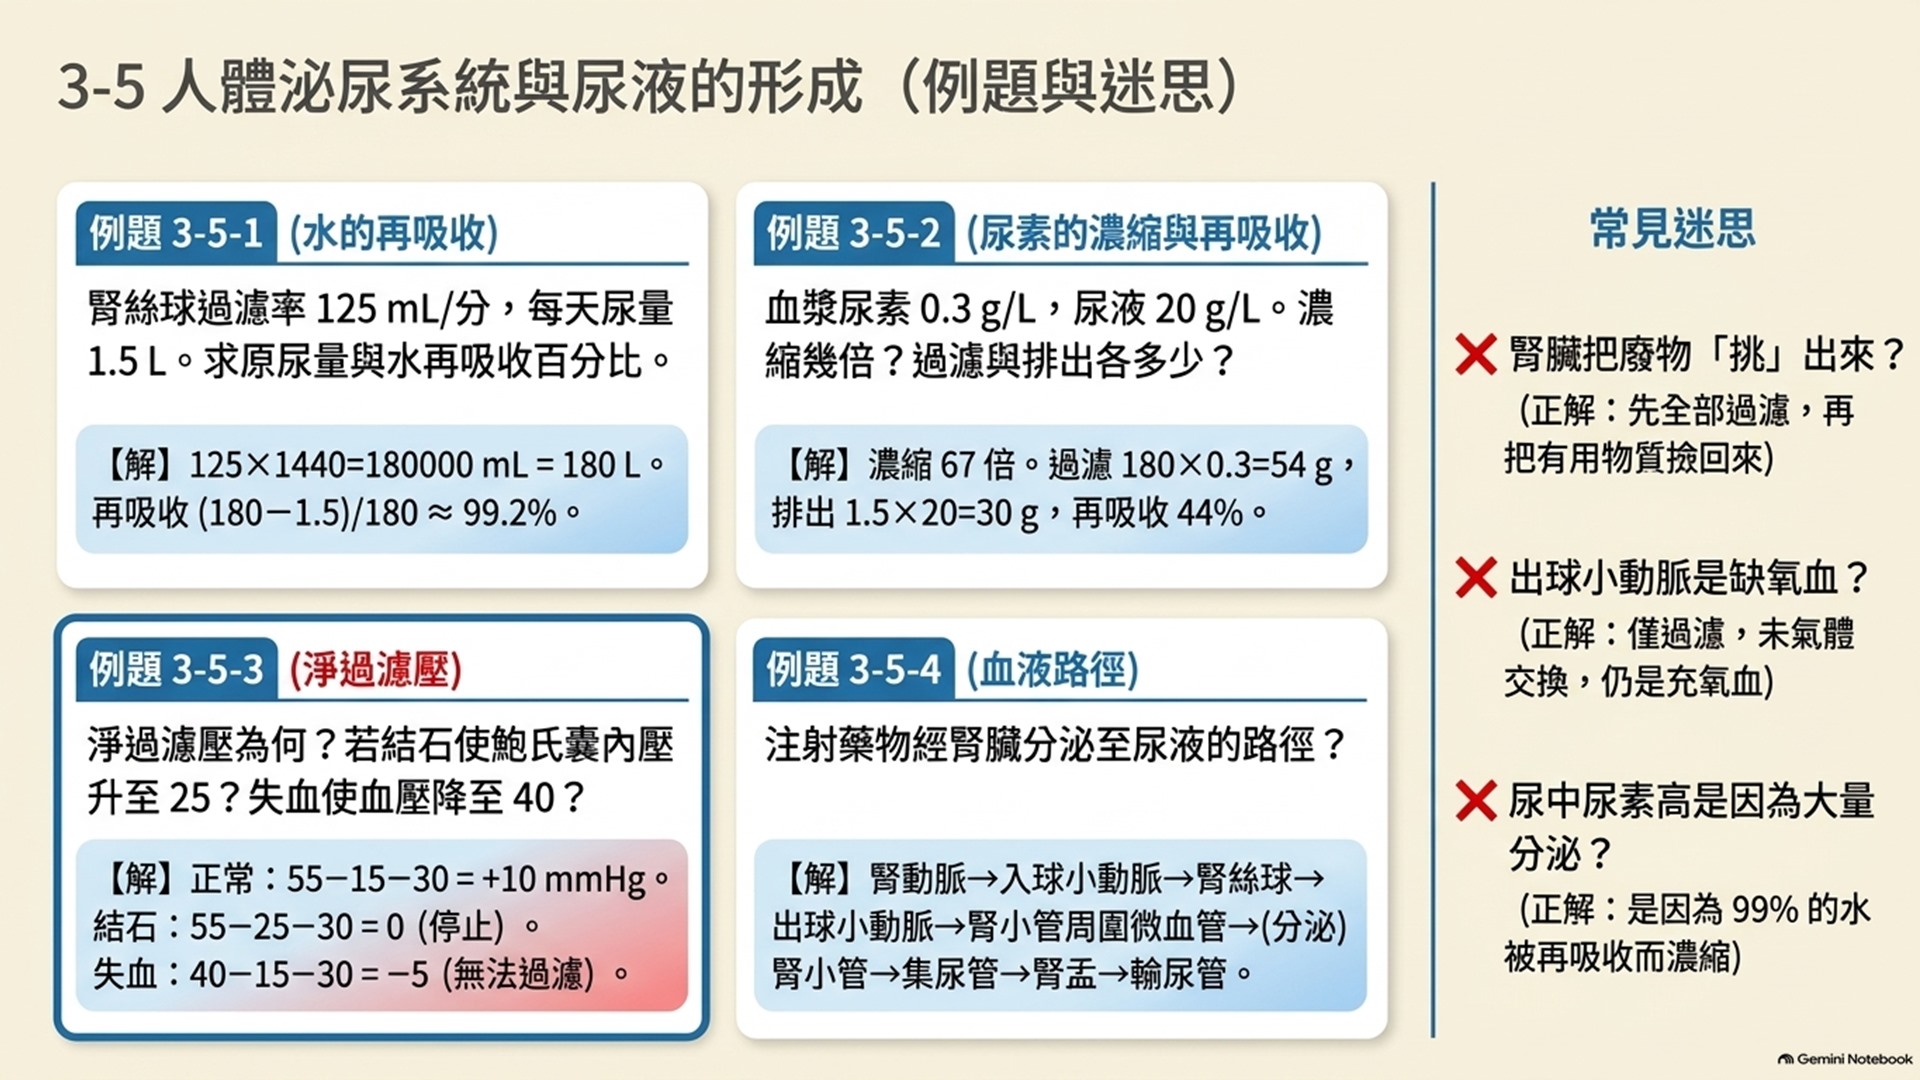 3-5 人體泌尿系統與尿液的形成（例題與迷思）
例題 3-5-1 (水的再吸收)
腎絲球過濾率 125 mL/分，每天尿量
1.5 L。求原尿量與水再吸收百分比。
【解】125×1440=180000 mL = 180 L。
再吸收 (180−1.5)/180 ≈ 99.2%。
例題 3-5-2 (尿素的濃縮與再吸收)
血漿尿素 0.3 g/L，尿液 20 g/L。濃
縮幾倍？過濾與排出各多少？
【解】濃縮 67 倍。過濾 180×0.3=54 g，
排出 1.5×20=30 g，再吸收 44%。
例題 3-5-3 (淨過濾壓)
淨過濾壓為何？若結石使鮑氏囊內壓
升至 25？失血使血壓降至 40？
【解】正常：55−15−30 = +10 mmHg。
結石：55−25−30 = 0 (停止) 。
失血：40−15−30 = −5 (無法過濾) 。
例題 3-5-4 (血液路徑)
注射藥物經腎臟分泌至尿液的路徑？
【解】腎動脈→入球小動脈→腎絲球→
出球小動脈→腎小管周圍微血管→(分泌)
腎小管→集尿管→腎盂→輸尿管。
常見迷思
❌ 腎臟把廢物「挑」出來？
(正解：先全部過濾，再
把有用物質撿回來)
❌ 出球小動脈是缺氧血？
(正解：僅過濾，未氣體
交換，仍是充氧血)
❌ 尿中尿素高是因為大量
分泌？
(正解：是因為 99% 的水
被再吸收而濃縮)
Gemini Notebook